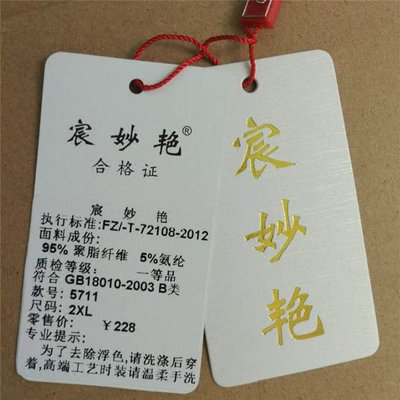 宸妙艳®
合格证
宸 妙 艳
执行标准:FZ/-T-72108-2012
面料成份:
95% 聚脂纤维 5%氨纶
质检等级: 一等品
符合 GB18010-2003 B类
款号: 5711
尺码: 2XL
零售价: ¥228
专业提示:
为了去除浮色,请洗涤后穿
着,高端工艺时装请温柔手洗
宸
妙
艳